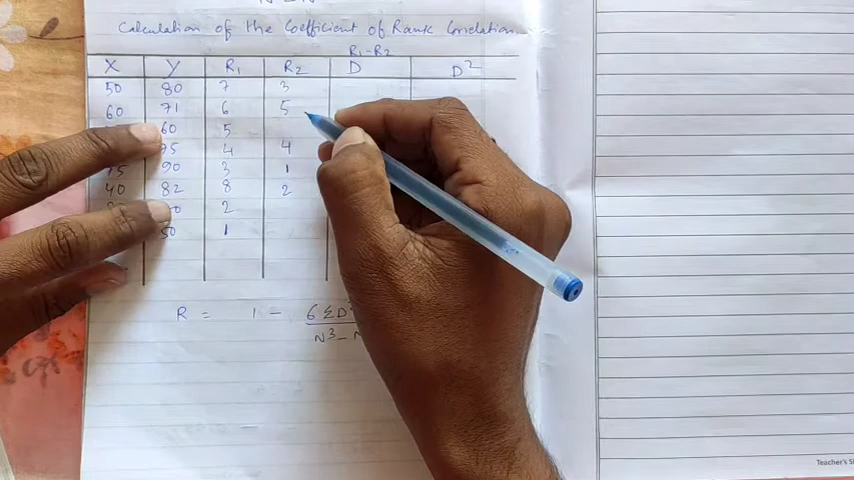 Calculation of the Coefficient of Rank Correlation
R1-R2
X Y R1 R2 D D²
50 80 7 3
60 71 6 5
60 5
75 4 4
75 90 3 1
40 82 8 2
2
50 1
R = 1 - 6ΣD²
N³-N
Teacher's